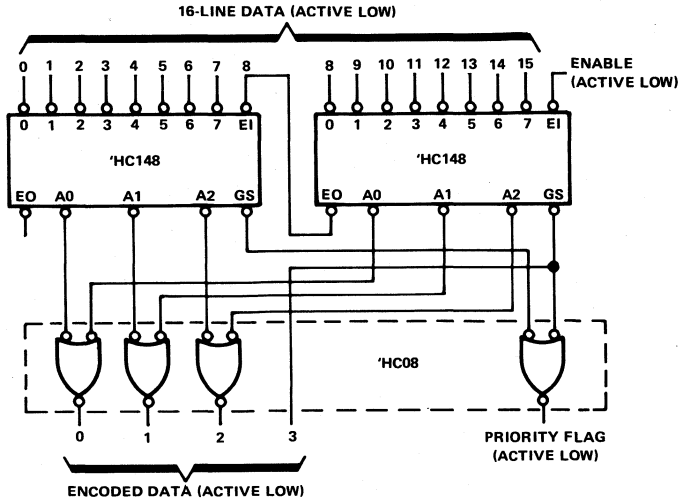 16-LINE DATA (ACTIVE LOW)
0 1 2 3 4 5 6 7 8 8 9 10 11 12 13 14 15 ENABLE
(ACTIVE LOW)
0 1 2 3 4 5 6 7 EI 0 1 2 3 4 5 6 7 EI
'HC148 'HC148
EO A0 A1 A2 GS EO A0 A1 A2 GS
'HC08
0 1 2 3 PRIORITY FLAG
(ACTIVE LOW)
ENCODED DATA (ACTIVE LOW)